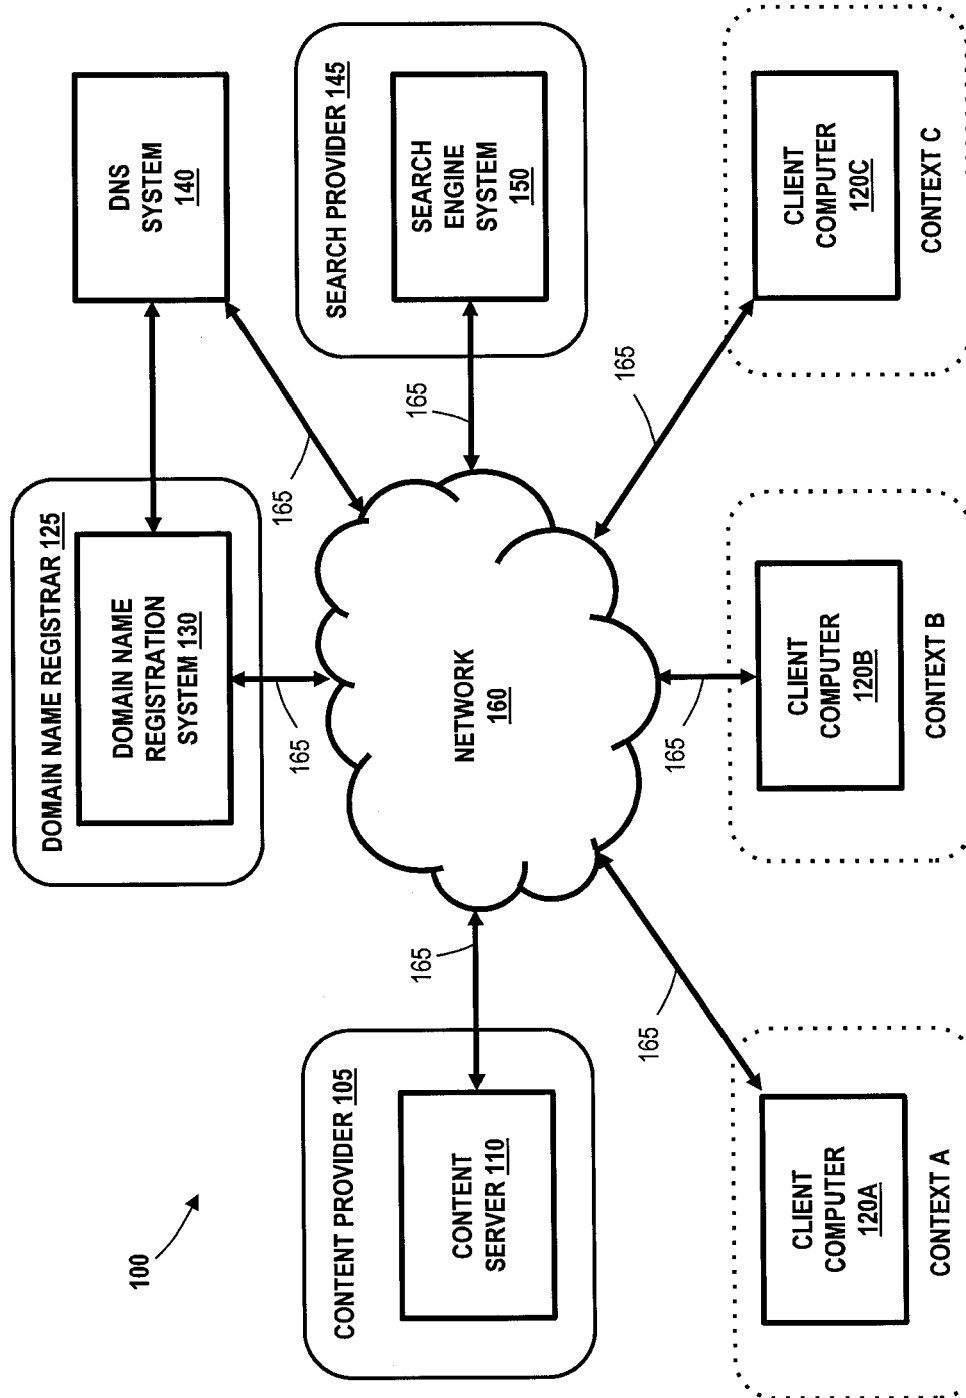 100
DOMAIN NAME REGISTRAR 125
DOMAIN NAME
REGISTRATION
SYSTEM 130
DNS
SYSTEM
140
165
165
CONTENT PROVIDER 105
CONTENT
SERVER 110
165
NETWORK
160
165
SEARCH PROVIDER 145
SEARCH
ENGINE
SYSTEM
150
165
165
165
CLIENT
COMPUTER
120A
CONTEXT A
CLIENT
COMPUTER
120B
CONTEXT B
CLIENT
COMPUTER
120C
CONTEXT C